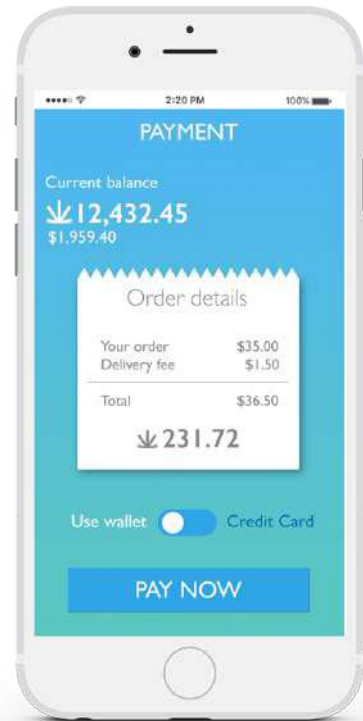 2:20 PM 100%
PAYMENT
Current balance
12,432.45
$1,959.40
Order details
Your order $35.00
Delivery fee $1.50
Total $36.50
231.72
Use wallet Credit Card
PAY NOW